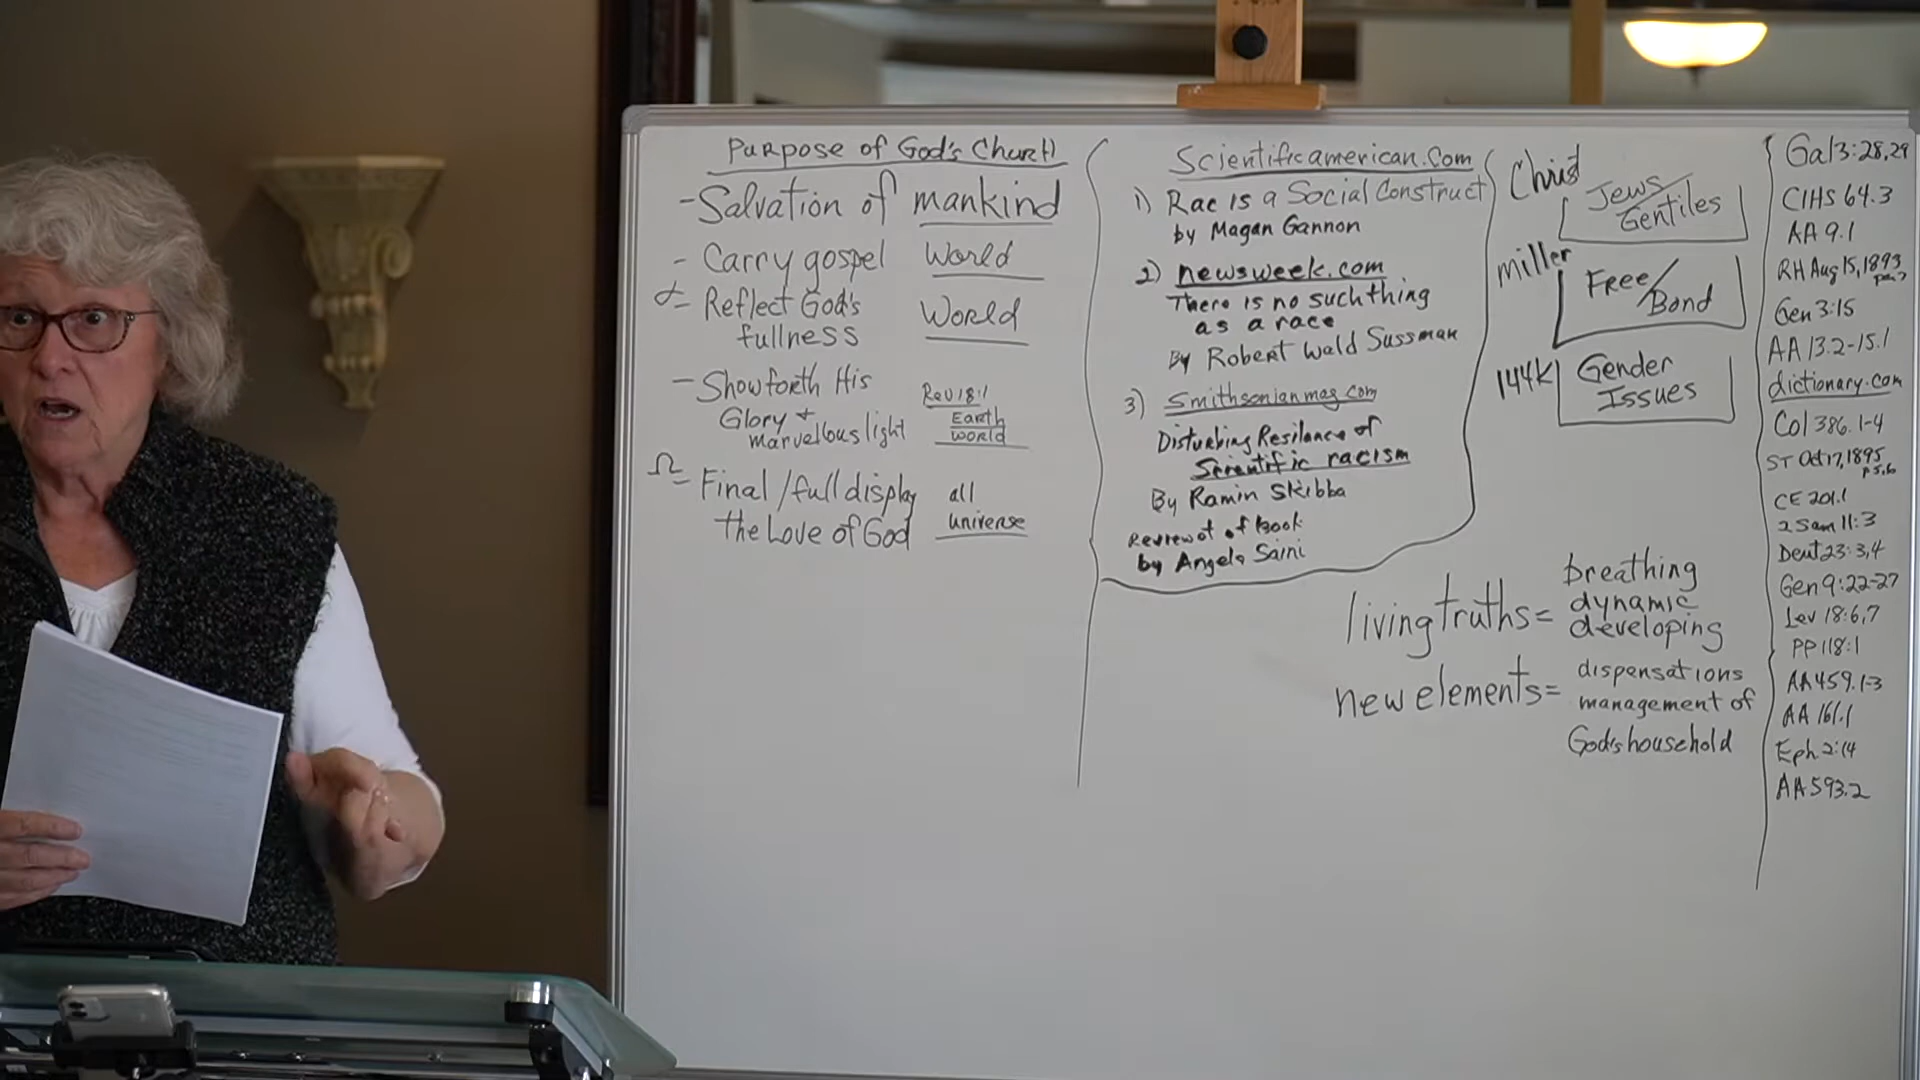 Purpose of God's Church
- Salvation of mankind
- Carry gospel World
α- Reflect God's
fullness World
- Show forth His
Glory +
marvellous light
Rev 18:1
Earth
World
Ω- Final / full display
the Love of God
all
universe
Scientificamerican.com
1) Rac is a Social Construct
by Magan Gannon
2) newsweek.com
There is no such thing
as a race
By Robert Wald Sussman
3) Smithsonianmag.com
Disturbing Resilance of
Scientific racism
By Ramin Skibba
of Book
by Angela Saini
Christ
Jews/
Gentiles
miller
Free/
Bond
144K
Gender
Issues
living truths =
breathing
dynamic
developing
new elements =
dispensations
management of
God's household
Gal 3:28,29
CIHS 64.3
AA 9.1
RH Aug 15, 1893
Gen 3:15
AA 13.2-15.1
dictionary.com
Col 386.1-4
ST Oct 17, 1895
p 5,6
CE 201.1
2 Sam 11:3
Deut 23:3,4
Gen 9:22-27
Lev 18:6,7
PP 118:1
AA 459.1-3
AA 161.1
Eph 2:14
AA 593.2